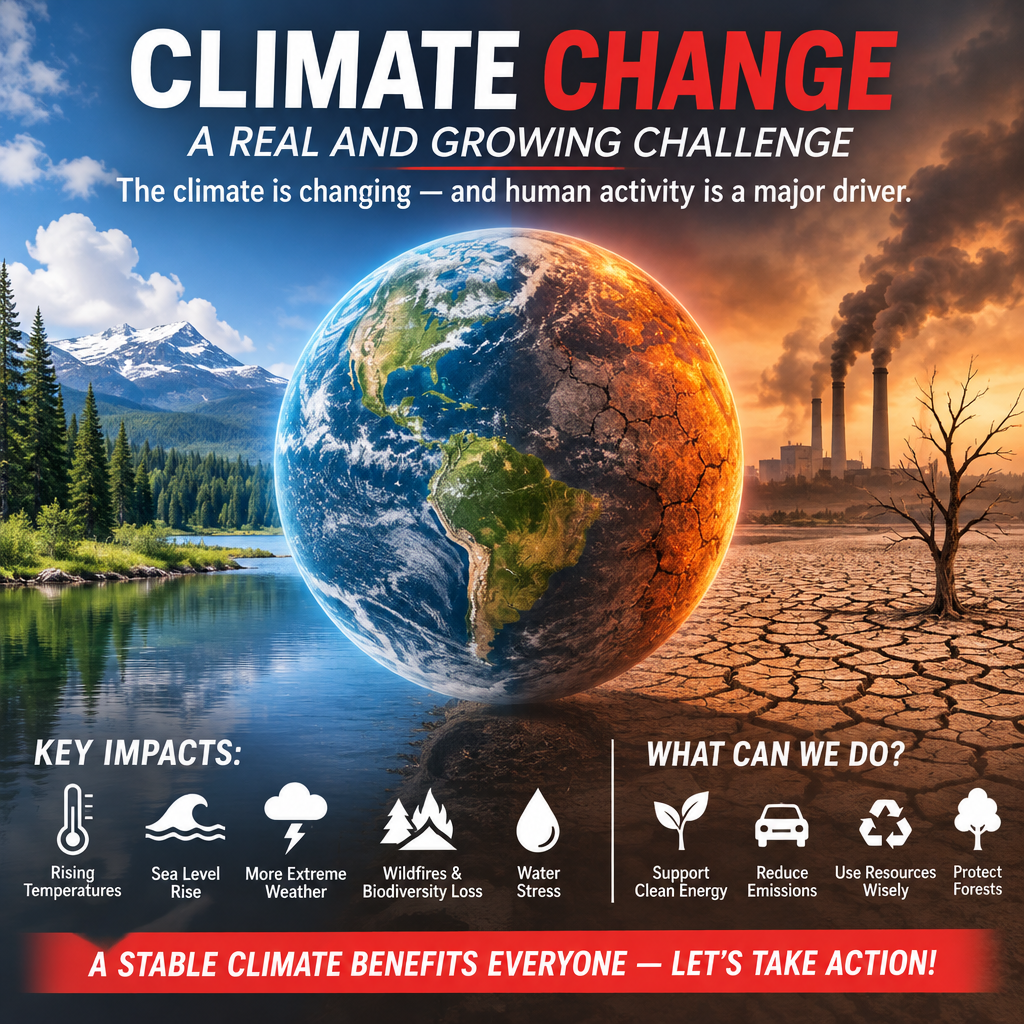 CLIMATE CHANGE
A REAL AND GROWING CHALLENGE
The climate is changing — and human activity is a major driver.
KEY IMPACTS:
Rising
Temperatures
Sea Level
Rise
More Extreme
Weather
Wildfires &
Biodiversity Loss
Water
Stress
WHAT CAN WE DO?
Support
Clean Energy
Reduce
Emissions
Use Resources
Wisely
Protect
Forests
A STABLE CLIMATE BENEFITS EVERYONE — LET'S TAKE ACTION!